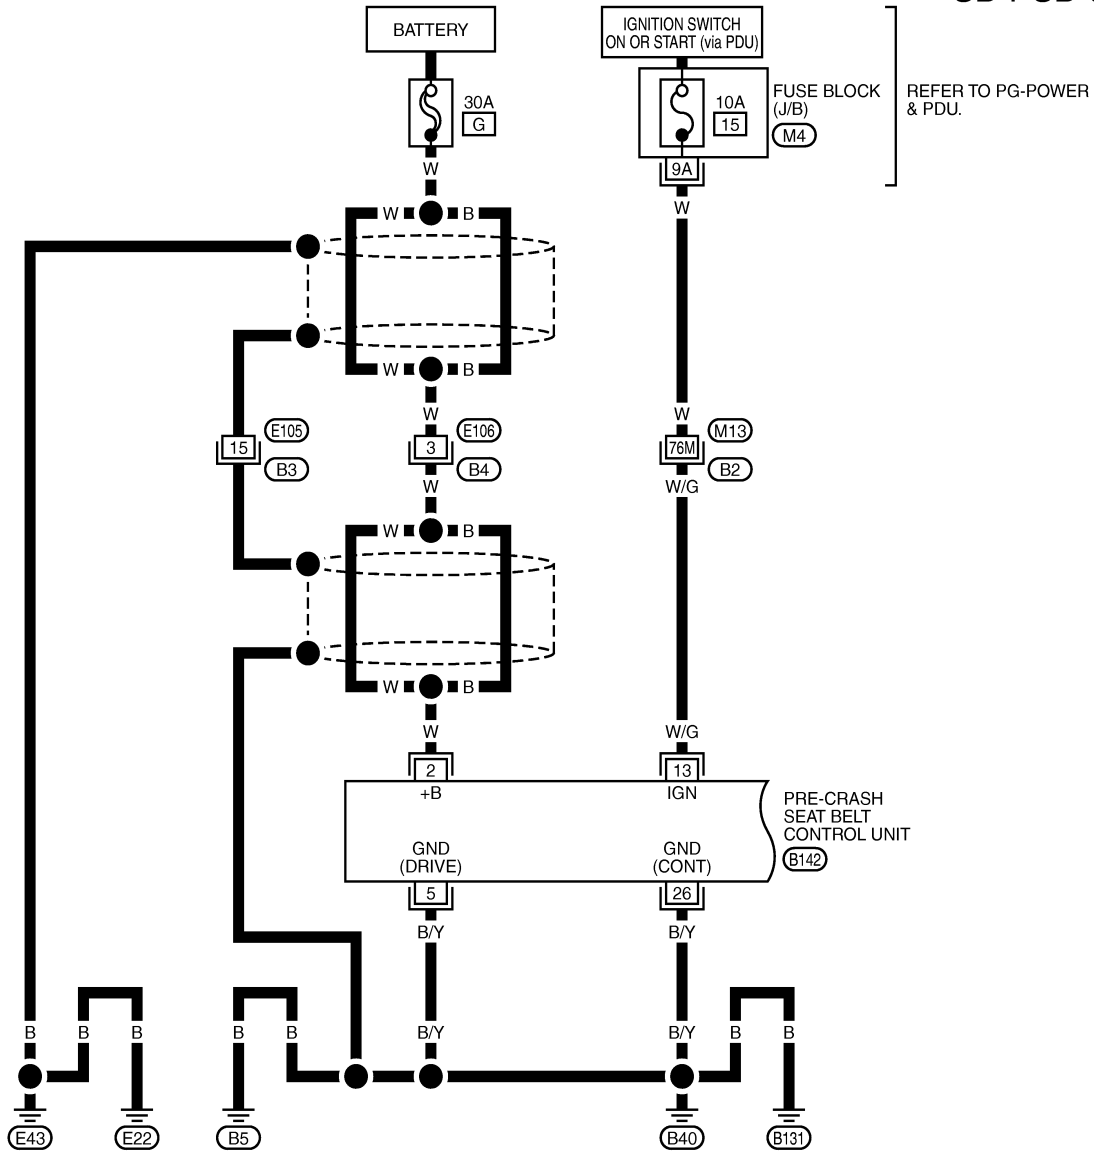 BATTERY
IGNITION SWITCH
ON OR START (via PDU)
30A
G
10A
15
FUSE BLOCK
(J/B)
M4
REFER TO PG-POWER
& PDU.
9A
W
W
W
B
W
B
W
W
15
E105
B3
3
E106
B4
76M
M13
B2
W
W/G
W
B
W
B
W
W/G
2
13
+B
IGN
PRE-CRASH
SEAT BELT
CONTROL UNIT
B142
GND
(DRIVE)
GND
(CONT)
5
26
B/Y
B/Y
B
B
B
B
B
B/Y
B/Y
B
B
E43
E22
B5
B40
B131